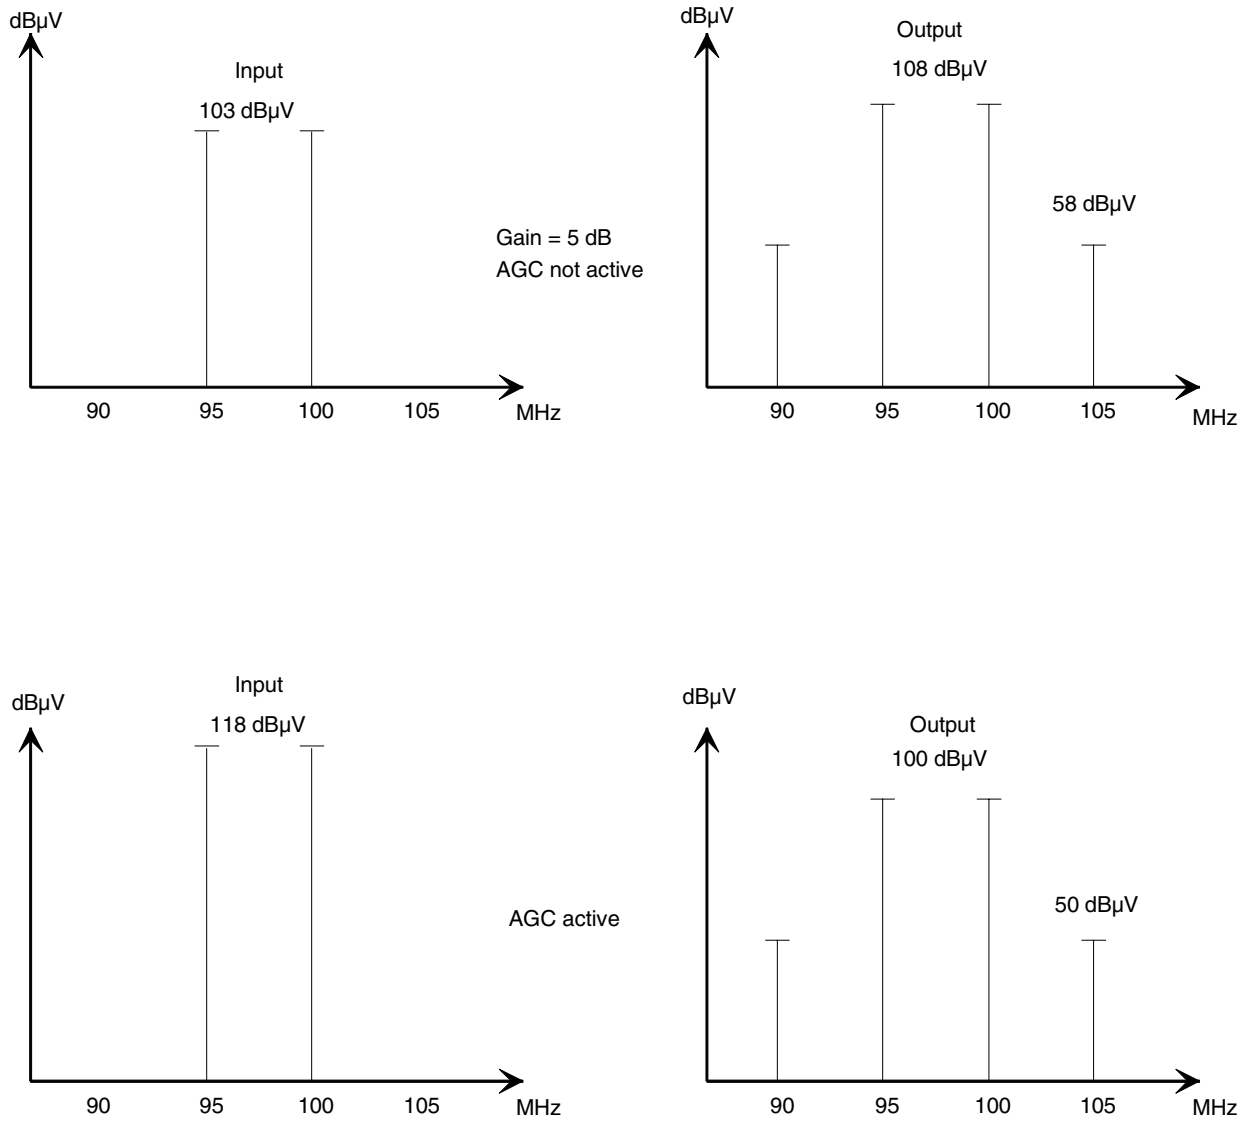 dBµV
Input
103 dBµV
90 95 100 105 MHz
Gain = 5 dB
AGC not active
dBµV
Output
108 dBµV
58 dBµV
90 95 100 105 MHz
dBµV
Input
118 dBµV
90 95 100 105 MHz
AGC active
dBµV
Output
100 dBµV
50 dBµV
90 95 100 105 MHz